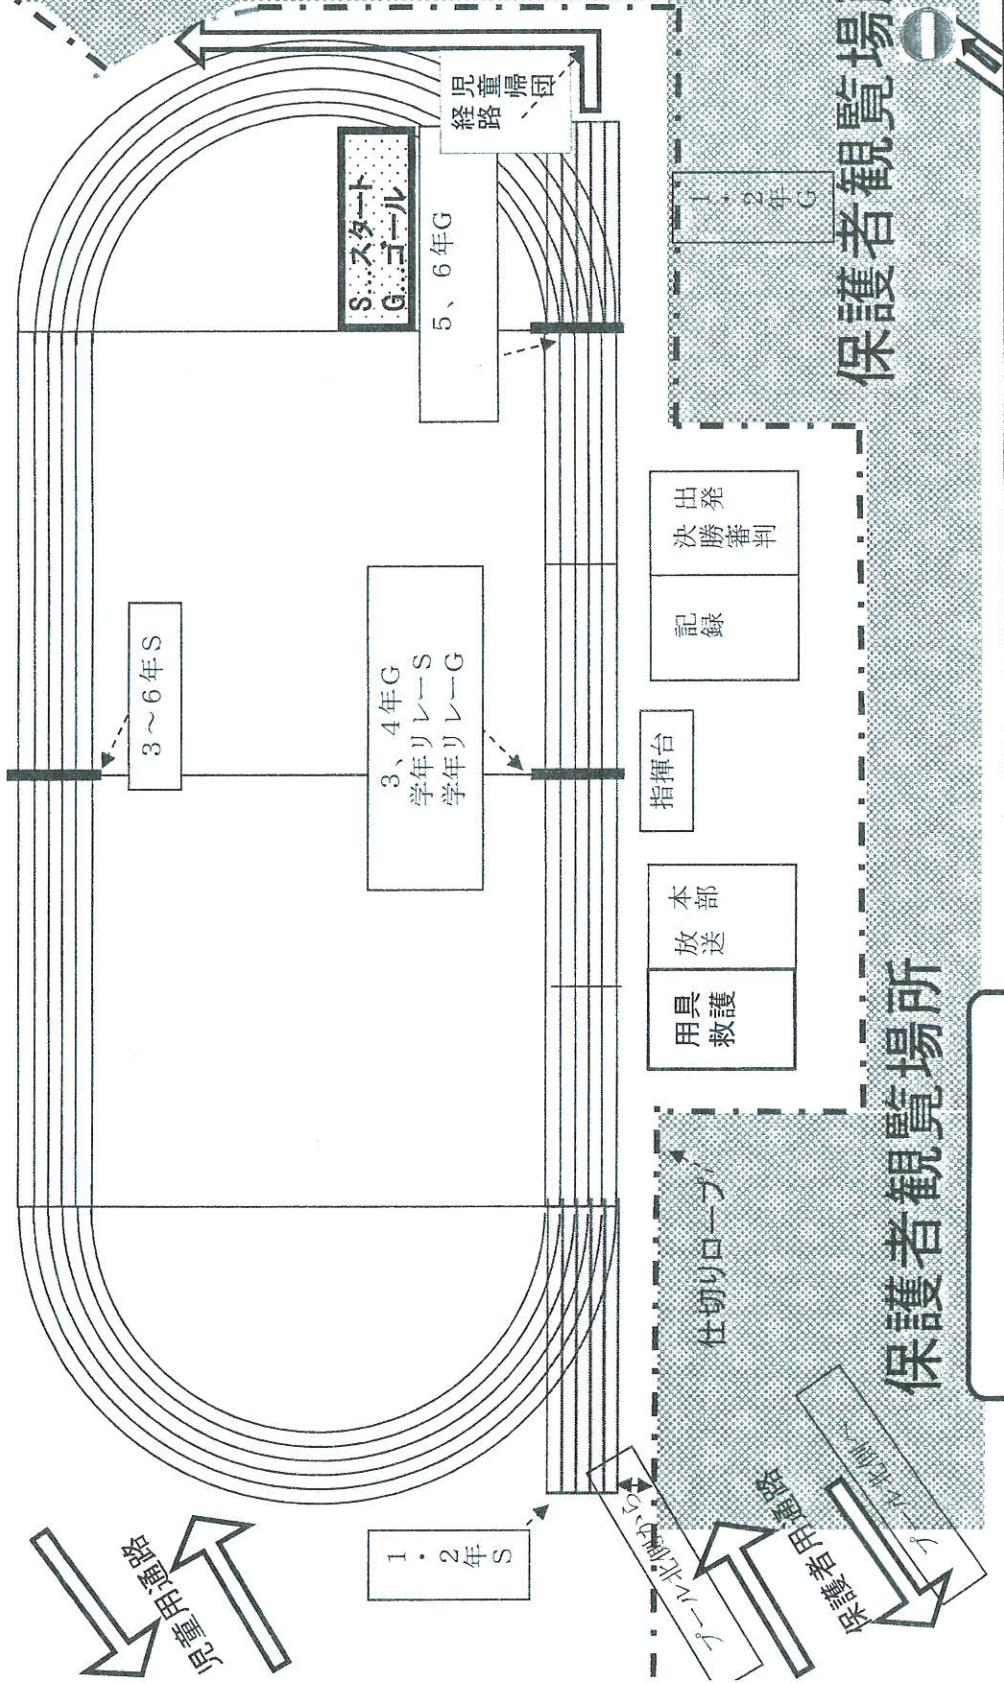 児童用通路
1・2年S
プール北側から
保護者用通路
プール北側へ
仕切りロープ
保護者観覧場所
用具
救護
本部
放送
指揮台
記録
出発
決勝審判
3~6年S
3、4年G
学年リレーS
学年リレーG
5、6年G
S…スタート
G…ゴール
児童帰団
経路
1・2年G
保護者観覧場